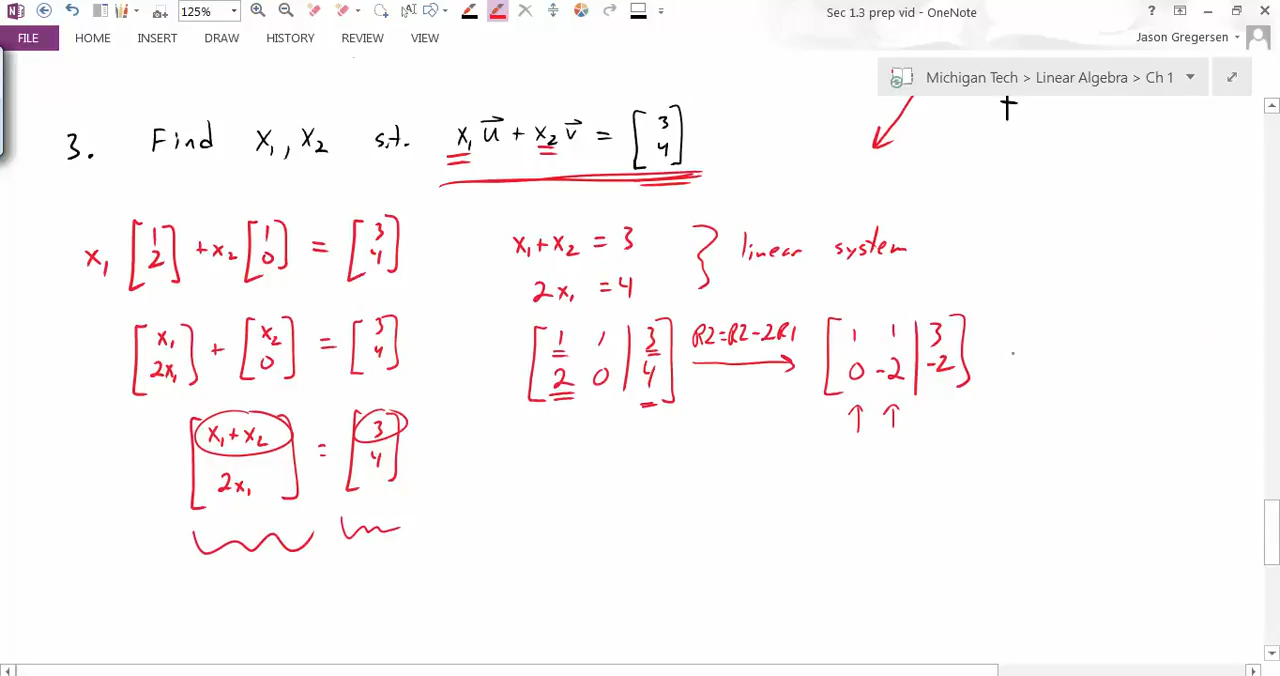 125%
Sec 1.3 prep vid - OneNote
FILE HOME INSERT DRAW HISTORY REVIEW VIEW
Jason Gregersen
Michigan Tech > Linear Algebra > Ch 1
3. Find x₁, x₂ s.t. x₁u⃗ + x₂v⃗ = [3 4]
x₁ [1 2] + x₂ [1 0] = [3 4]
[x₁ 2x₁] + [x₂ 0] = [3 4]
[x₁+x₂ 2x₁] = [3 4]
x₁+x₂ = 3
2x₁ = 4
} linear system
[1 1 | 3
2 0 | 4]
R2=R2-2R1
[1 1 | 3
0 -2 | -2]